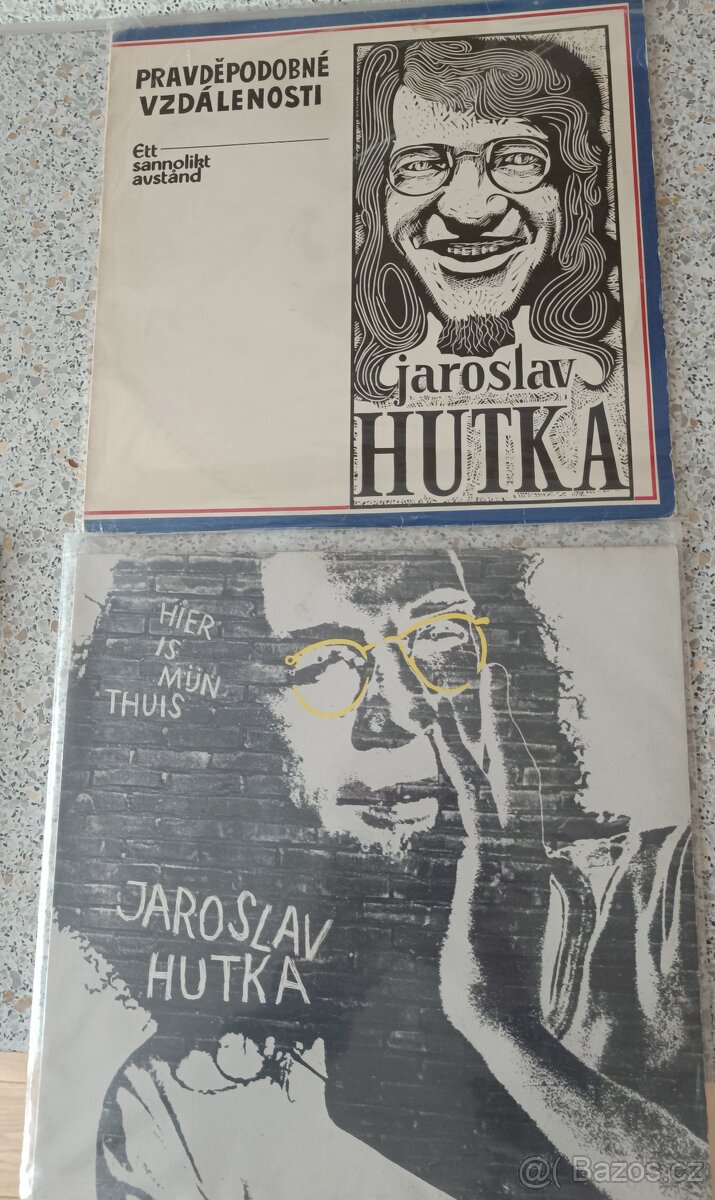 PRAVDĚPODOBNÉ
VZDÁLENOSTI
Ett
sannolikt
avstånd
jaroslav
HUTKA
HIER
IS
MIJN
THUIS
JAROSLAV
HUTKA
@( Bazos.cz